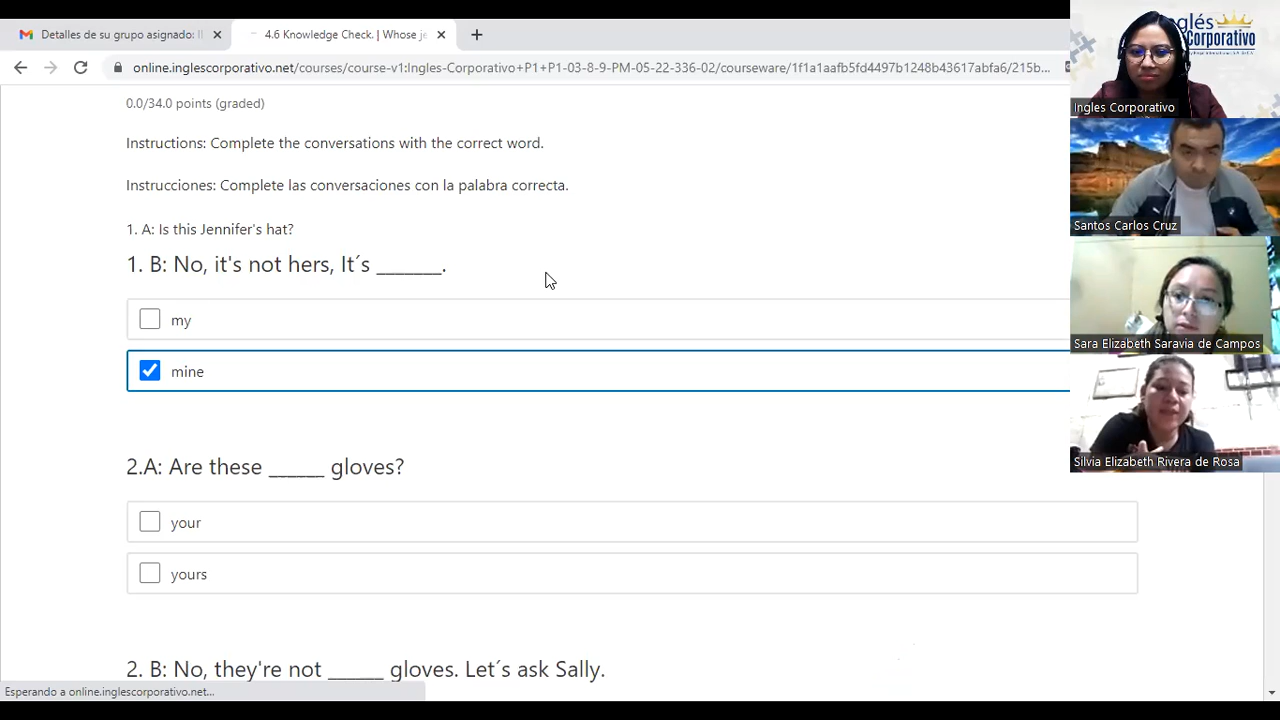 Detalles de su grupo asignado: I
4.6 Knowledge Check. | Whose je
online.inglescorporativo.net/courses/course-v1:Ingles-Corporativo+P1+P1-03-8-9-PM-05-22-336-02/courseware/1f1a1aafb5fd4497b1248b43617abfa6/215b...
0.0/34.0 points (graded)
Instructions: Complete the conversations with the correct word.
Instrucciones: Complete las conversaciones con la palabra correcta.
1. A: Is this Jennifer's hat?
1. B: No, it's not hers, It´s _______.
my
mine
2.A: Are these ______ gloves?
your
yours
2. B: No, they're not ______ gloves. Let´s ask Sally.
Esperando a online.inglescorporativo.net...
Inglés
Corporativo
Ingles Corporativo
Santos Carlos Cruz
Sara Elizabeth Saravia de Campos
Silvia Elizabeth Rivera de Rosa